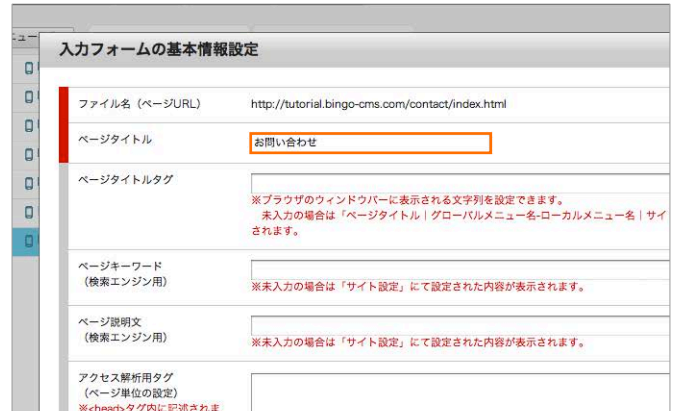 入力フォームの基本情報設定
ファイル名（ページURL）
http://tutorial.bingo-cms.com/contact/index.html
ページタイトル
お問い合わせ
ページタイトルタグ
※ブラウザのウィンドウバーに表示される文字列を設定できます。
未入力の場合は「ページタイトル｜グローバルメニュー名-ローカルメニュー名｜サイ
されます。
ページキーワード
（検索エンジン用）
※未入力の場合は「サイト設定」にて設定された内容が表示されます。
ページ説明文
（検索エンジン用）
※未入力の場合は「サイト設定」にて設定された内容が表示されます。
アクセス解析用タグ
（ページ単位の設定）
※<head>タグ内に記述されま